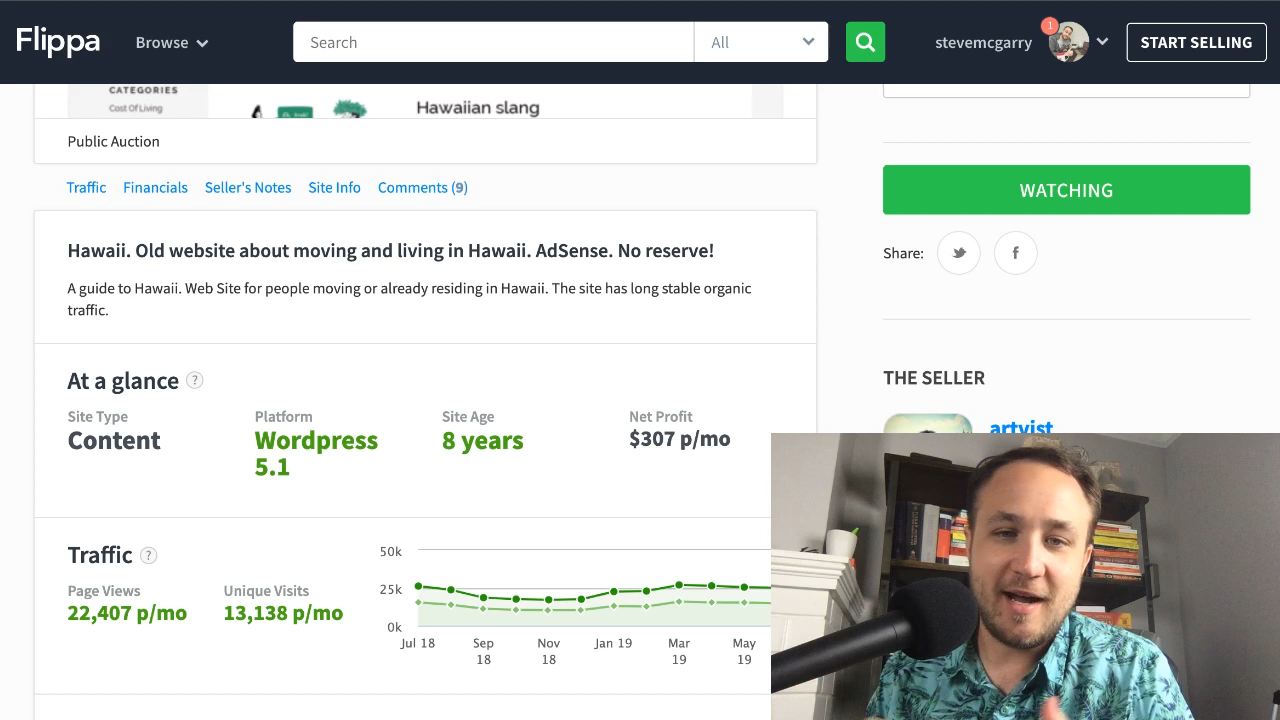 Flippa
Browse
Search
All
stevemcgarry
1
START SELLING
CATEGORIES
Cost Of Living
Hawaiian slang
Public Auction
Traffic Financials Seller's Notes Site Info Comments (9)
WATCHING
Share:
Hawaii. Old website about moving and living in Hawaii. AdSense. No reserve!
A guide to Hawaii. Web Site for people moving or already residing in Hawaii. The site has long stable organic
traffic.
THE SELLER
artvist
At a glance ?
Site Type
Content
Platform
Wordpress
5.1
Site Age
8 years
Net Profit
$307 p/mo
Traffic ?
Page Views
22,407 p/mo
Unique Visits
13,138 p/mo
50k
25k
0k
Jul 18
Sep
18
Nov
18
Jan 19
Mar
19
May
19